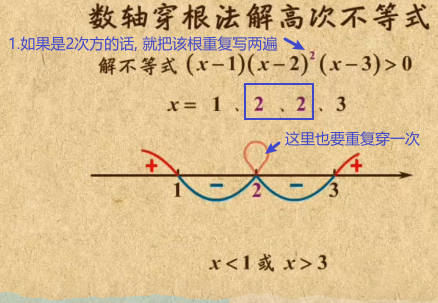 数轴穿根法解高次不等式
1.如果是2次方的话, 就把该根重复写两遍
解不等式 (x-1)(x-2)²(x-3)>0
x= 1 、2 、2 、3
这里也要重复穿一次
+ +
1 − 2 − 3
x<1 或 x>3